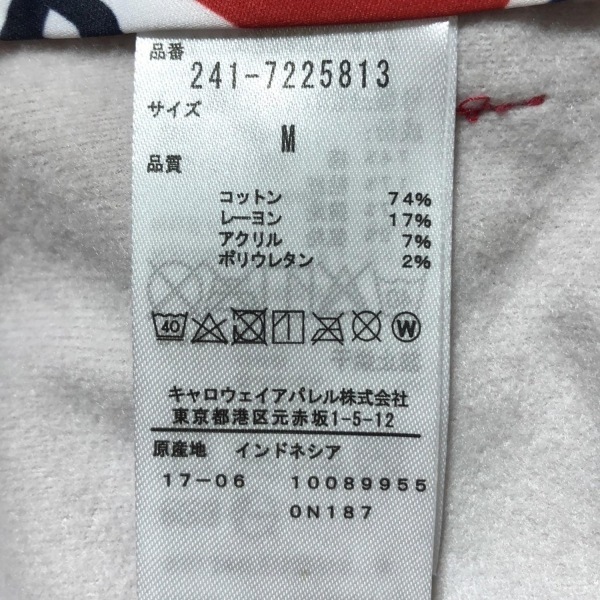 品番
241-7225813
サイズ
M
品質
コットン 74%
レーヨン 17%
アクリル 7%
ポリウレタン 2%
40 W
キャロウェイアパレル株式会社
東京都港区元赤坂1-5-12
原産地 インドネシア
17-06 10089955
0N187